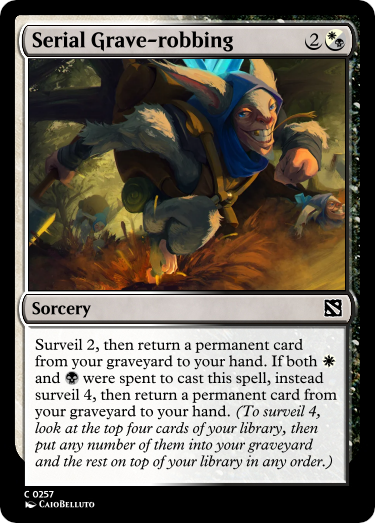 Serial Grave-robbing 2
Sorcery
Surveil 2, then return a permanent card
from your graveyard to your hand. If both
and were spent to cast this spell, instead
surveil 4, then return a permanent card from
your graveyard to your hand. (To surveil 4,
look at the top four cards of your library, then
put any number of them into your graveyard
and the rest on top of your library in any order.)
C 0257
CaioBelluto